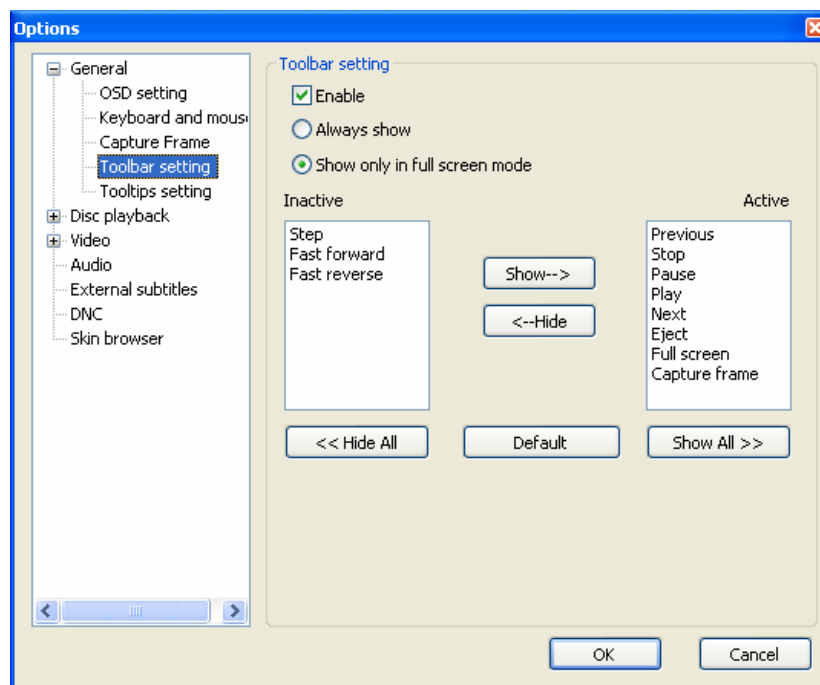 Options
General
OSD setting
Keyboard and mous
Capture Frame
Toolbar setting
Tooltips setting
Disc playback
Video
Audio
External subtitles
DNC
Skin browser
Toolbar setting
Enable
Always show
Show only in full screen mode
Inactive
Active
Step
Fast forward
Fast reverse
Show-->
<--Hide
Previous
Stop
Pause
Play
Next
Eject
Full screen
Capture frame
<< Hide All
Default
Show All >>
OK
Cancel